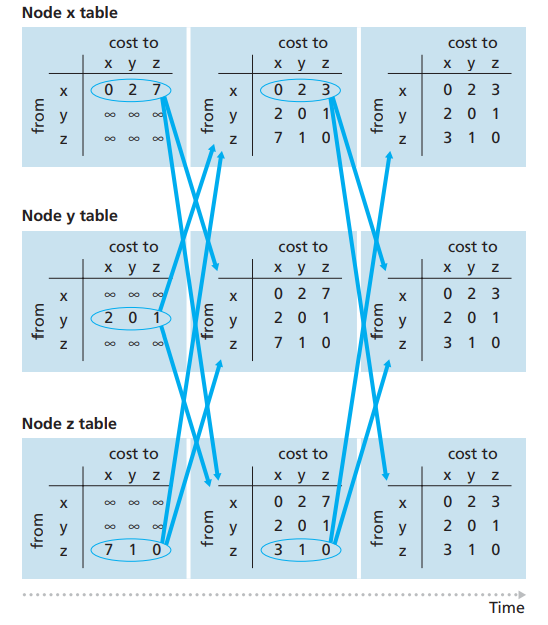 Node x table
cost to cost to cost to
x y z x y z x y z
x 0 2 7 x 0 2 3 x 0 2 3
from y ∞ ∞ ∞ from y 2 0 1 from y 2 0 1
z ∞ ∞ ∞ z 7 1 0 z 3 1 0
Node y table
cost to cost to cost to
x y z x y z x y z
x ∞ ∞ ∞ x 0 2 7 x 0 2 3
from y 2 0 1 from y 2 0 1 from y 2 0 1
z ∞ ∞ ∞ z 7 1 0 z 3 1 0
Node z table
cost to cost to cost to
x y z x y z x y z
x ∞ ∞ ∞ x 0 2 7 x 0 2 3
from y ∞ ∞ ∞ from y 2 0 1 from y 2 0 1
z 7 1 0 z 3 1 0 z 3 1 0
Time